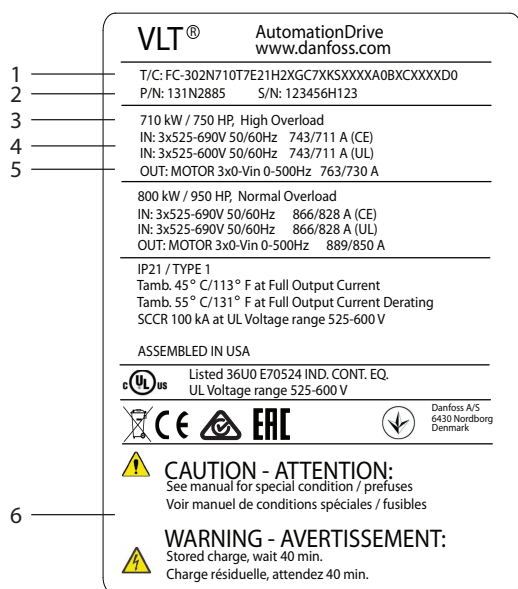 VLT® AutomationDrive
www.danfoss.com
1 T/C: FC-302N710T7E21H2XGC7XKSXXXXA0BXCXXXXD0
2 P/N: 131N2885 S/N: 123456H123
3 710 kW / 750 HP, High Overload
4 IN: 3x525-690V 50/60Hz 743/711 A (CE)
IN: 3x525-600V 50/60Hz 743/711 A (UL)
5 OUT: MOTOR 3x0-Vin 0-500Hz 763/730 A
800 kW / 950 HP, Normal Overload
IN: 3x525-690V 50/60Hz 866/828 A (CE)
IN: 3x525-690V 50/60Hz 866/828 A (UL)
OUT: MOTOR 3x0-Vin 0-500Hz 889/850 A
IP21 / TYPE 1
Tamb. 45° C/113° F at Full Output Current
Tamb. 55° C/131° F at Full Output Current Derating
SCCR 100 kA at UL Voltage range 525-600 V
ASSEMBLED IN USA
c UL us Listed 36U0 E70524 IND. CONT. EQ.
UL Voltage range 525-600 V
CE EAC
Danfoss A/S
6430 Nordborg
Denmark
CAUTION - ATTENTION:
See manual for special condition / prefuses
Voir manuel de conditions spéciales / fusibles
6
WARNING - AVERTISSEMENT:
Stored charge, wait 40 min.
Charge résiduelle, attendez 40 min.